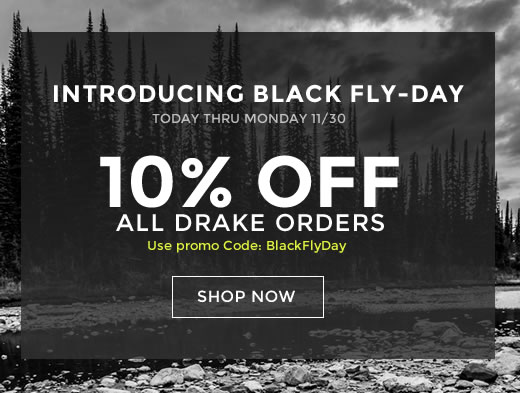 INTRODUCING BLACK FLY-DAY
TODAY THRU MONDAY 11/30
10% OFF
ALL DRAKE ORDERS
Use promo Code: BlackFlyDay
SHOP NOW